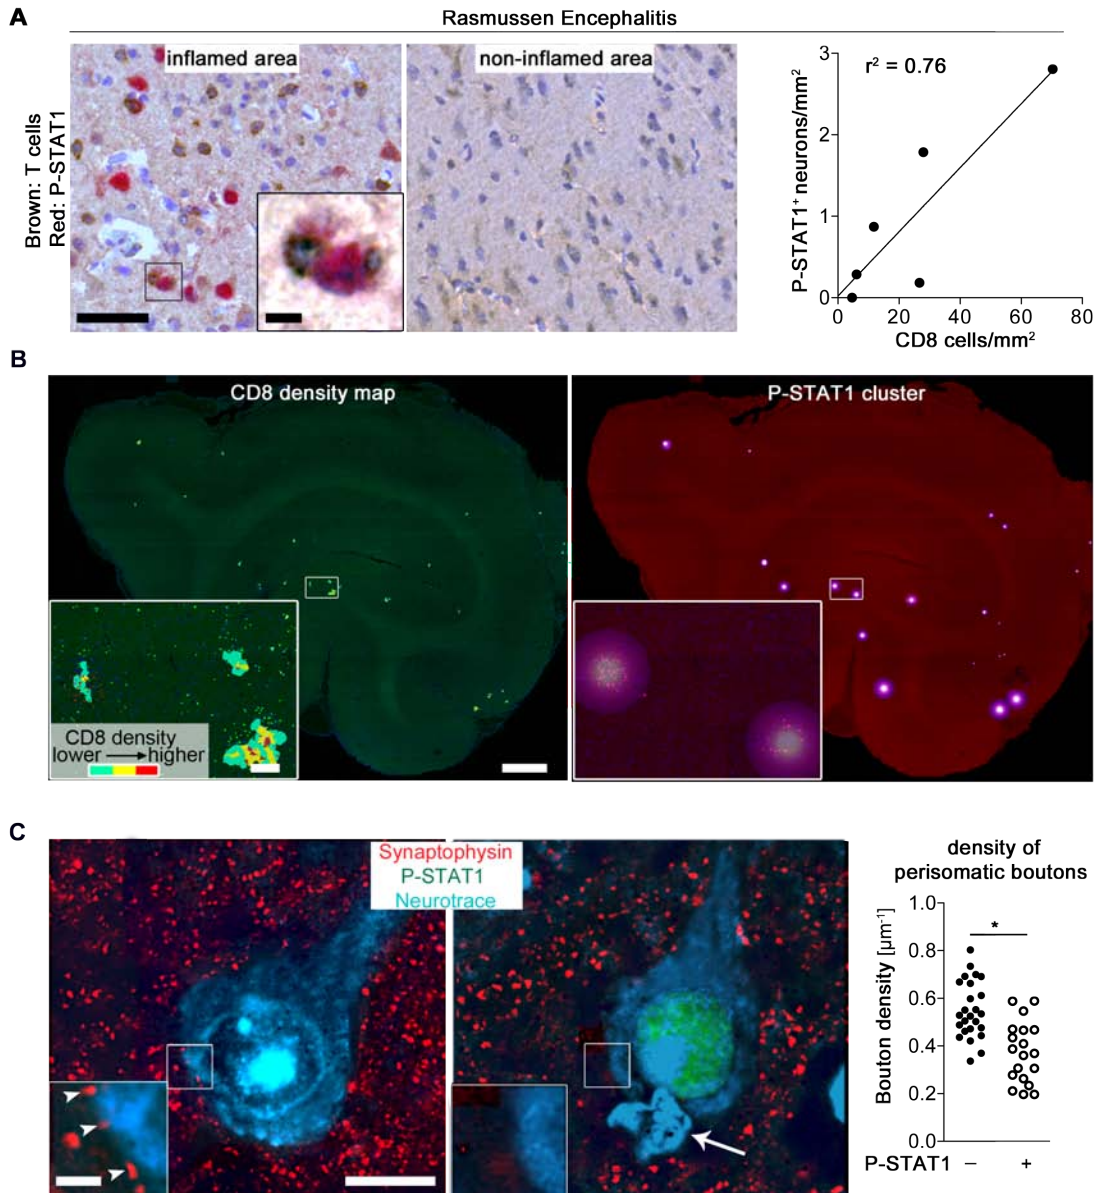 A
Rasmussen Encephalitis
Brown: T cells
Red: P-STAT1
inflamed area
non-inflamed area
r² = 0.76
P-STAT1⁺ neurons/mm²
3
2
1
0
0
20
40
60
80
CD8 cells/mm²
B
CD8 density map
P-STAT1 cluster
CD8 density
lower
higher
C
Synaptophysin
P-STAT1
Neurotrace
density of
perisomatic boutons
Bouton density [µm⁻¹]
1.0
0.8
0.6
0.4
0.2
0.0
*
P-STAT1
− +